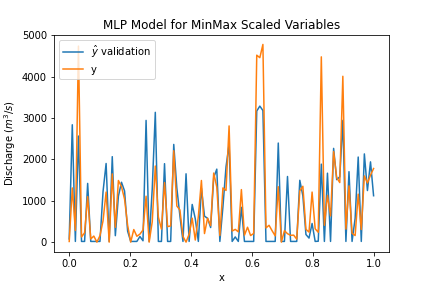 MLP Model for MinMax Scaled Variables
5000
4000
3000
2000
1000
0
Discharge (m³/s)
ŷ validation
y
0.0 0.2 0.4 0.6 0.8 1.0
x